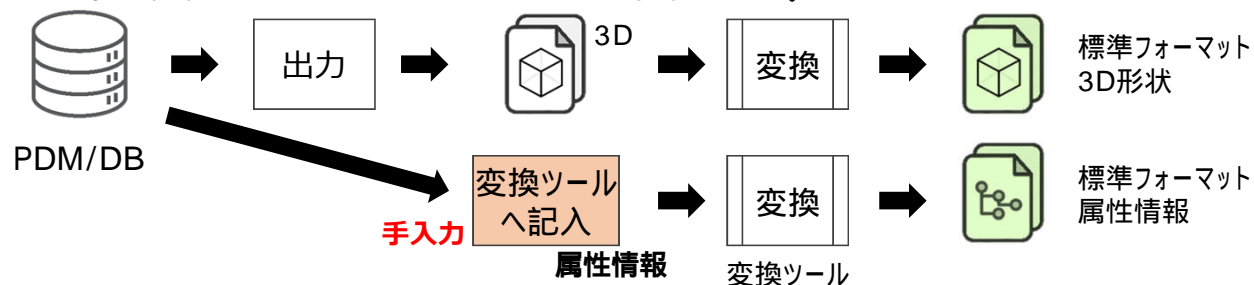 出力
3D
変換
標準フォーマット
3D形状
PDM/DB
変換ツール
へ記入
手入力
属性情報
変換
変換ツール
標準フォーマット
属性情報